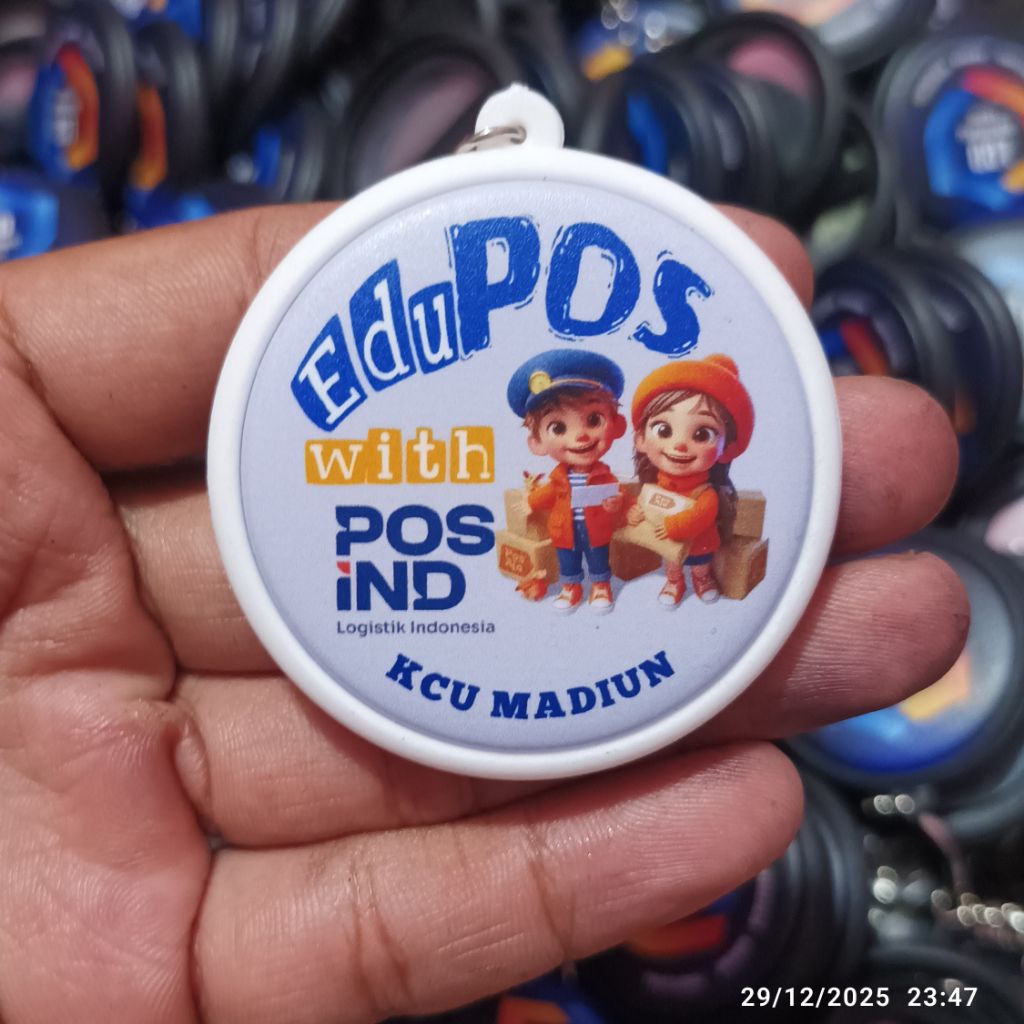 EduPOS
with
POS
IND
Logistik Indonesia
KCU MADIUN
29/12/2025 23:47